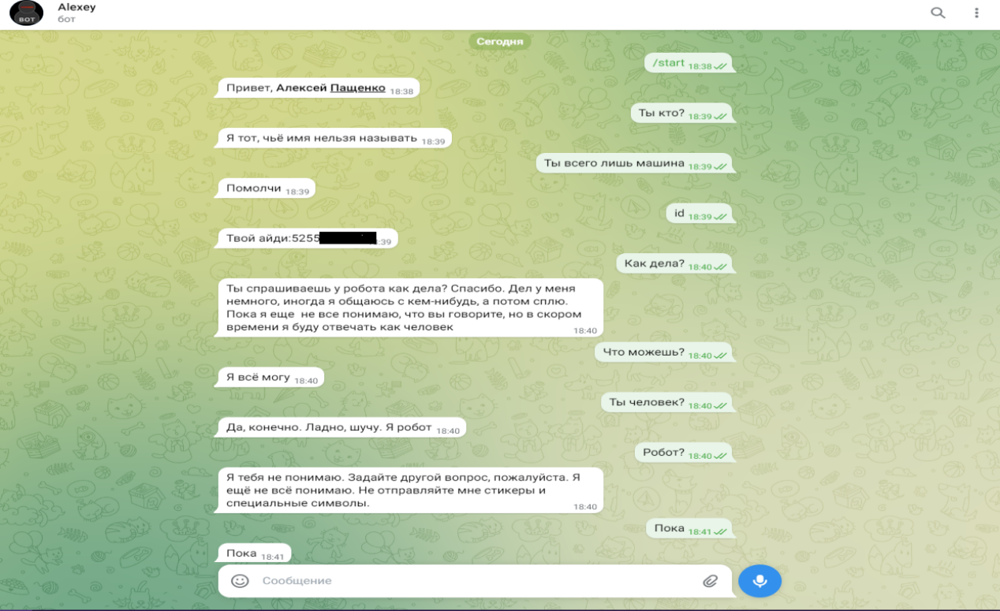 Alexey
бот
BOT
Сегодня
/start 18:38
Привет, Алексей Пащенко 18:38
Ты кто? 18:39
Я тот, чьё имя нельзя называть 18:39
Ты всего лишь машина 18:39
Помолчи 18:39
id 18:39
Твой айди:5255 :39
Как дела? 18:40
Ты спрашиваешь у робота как дела? Спасибо. Дел у меня
немного, иногда я общаюсь с кем-нибудь, а потом сплю.
Пока я еще  не все понимаю, что вы говорите, но в скором
времени я буду отвечать как человек 18:40
Что можешь? 18:40
Я всё могу 18:40
Ты человек? 18:40
Да, конечно. Ладно, шучу. Я робот 18:40
Робот? 18:40
Я тебя не понимаю. Задайте другой вопрос, пожалуйста. Я
ещё не всё понимаю. Не отправляйте мне стикеры и
специальные символы. 18:40
Пока 18:41
Пока 18:41
Сообщение